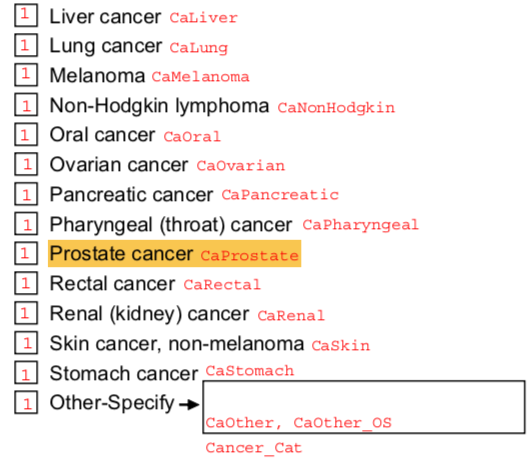 1 Liver cancer CaLiver
1 Lung cancer CaLung
1 Melanoma CaMelanoma
1 Non-Hodgkin lymphoma CaNonHodgkin
1 Oral cancer CaOral
1 Ovarian cancer CaOvarian
1 Pancreatic cancer CaPancreatic
1 Pharyngeal (throat) cancer CaPharyngeal
1 Prostate cancer CaProstate
1 Rectal cancer CaRectal
1 Renal (kidney) cancer CaRenal
1 Skin cancer, non-melanoma CaSkin
1 Stomach cancer CaStomach
1 Other-Specify
CaOther, CaOther_OS
Cancer_Cat